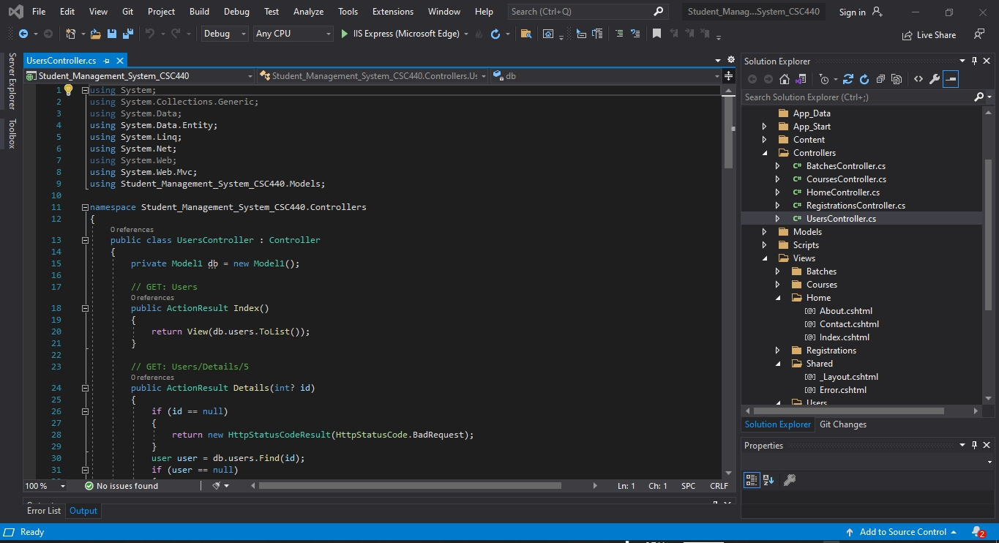 File Edit View Git Project Build Debug Test Analyze Tools Extensions Window Help Search (Ctrl+Q) Student_Manag...System_CSC440 Sign in
Debug Any CPU IIS Express (Microsoft Edge) Live Share
Server Explorer
Toolbox
UsersController.cs
Student_Management_System_CSC440 Student_Management_System_CSC440.Controllers.Us db
1 using System;
2 using System.Collections.Generic;
3 using System.Data;
4 using System.Data.Entity;
5 using System.Linq;
6 using System.Net;
7 using System.Web;
8 using System.Web.Mvc;
9 using Student_Management_System_CSC440.Models;
10
11 namespace Student_Management_System_CSC440.Controllers
12 {
0 references
13 public class UsersController : Controller
14 {
15 private Model1 db = new Model1();
16
17 // GET: Users
0 references
18 public ActionResult Index()
19 {
20 return View(db.users.ToList());
21 }
22
23 // GET: Users/Details/5
0 references
24 public ActionResult Details(int? id)
25 {
26 if (id == null)
27 {
28 return new HttpStatusCodeResult(HttpStatusCode.BadRequest);
29 }
30 user user = db.users.Find(id);
31 if (user == null)
100 % No issues found Ln: 1 Ch: 1 SPC CRLF
Error List Output
Solution Explorer
Search Solution Explorer (Ctrl+;)
App_Data
App_Start
Content
Controllers
C# BatchesController.cs
C# CoursesController.cs
C# HomeController.cs
C# RegistrationsController.cs
C# UsersController.cs
Models
Scripts
Views
Batches
Courses
Home
About.cshtml
Contact.cshtml
Index.cshtml
Registrations
Shared
_Layout.cshtml
Error.cshtml
Users
Solution Explorer Git Changes
Properties
Ready Add to Source Control 2